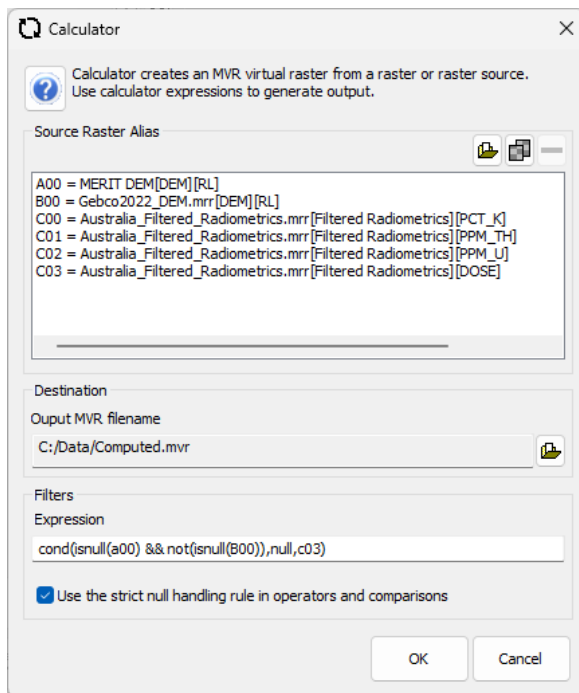 Calculator
Calculator creates an MVR virtual raster from a raster or raster source.
Use calculator expressions to generate output.
Source Raster Alias
A00 = MERIT DEM[DEM][RL]
B00 = Gebco2022_DEM.mrr[DEM][RL]
C00 = Australia_Filtered_Radiometrics.mrr[Filtered Radiometrics][PCT_K]
C01 = Australia_Filtered_Radiometrics.mrr[Filtered Radiometrics][PPM_TH]
C02 = Australia_Filtered_Radiometrics.mrr[Filtered Radiometrics][PPM_U]
C03 = Australia_Filtered_Radiometrics.mrr[Filtered Radiometrics][DOSE]
Destination
Ouput MVR filename
C:/Data/Computed.mvr
Filters
Expression
cond(isnull(a00) && not(isnull(B00)),null,c03)
Use the strict null handling rule in operators and comparisons
OK
Cancel